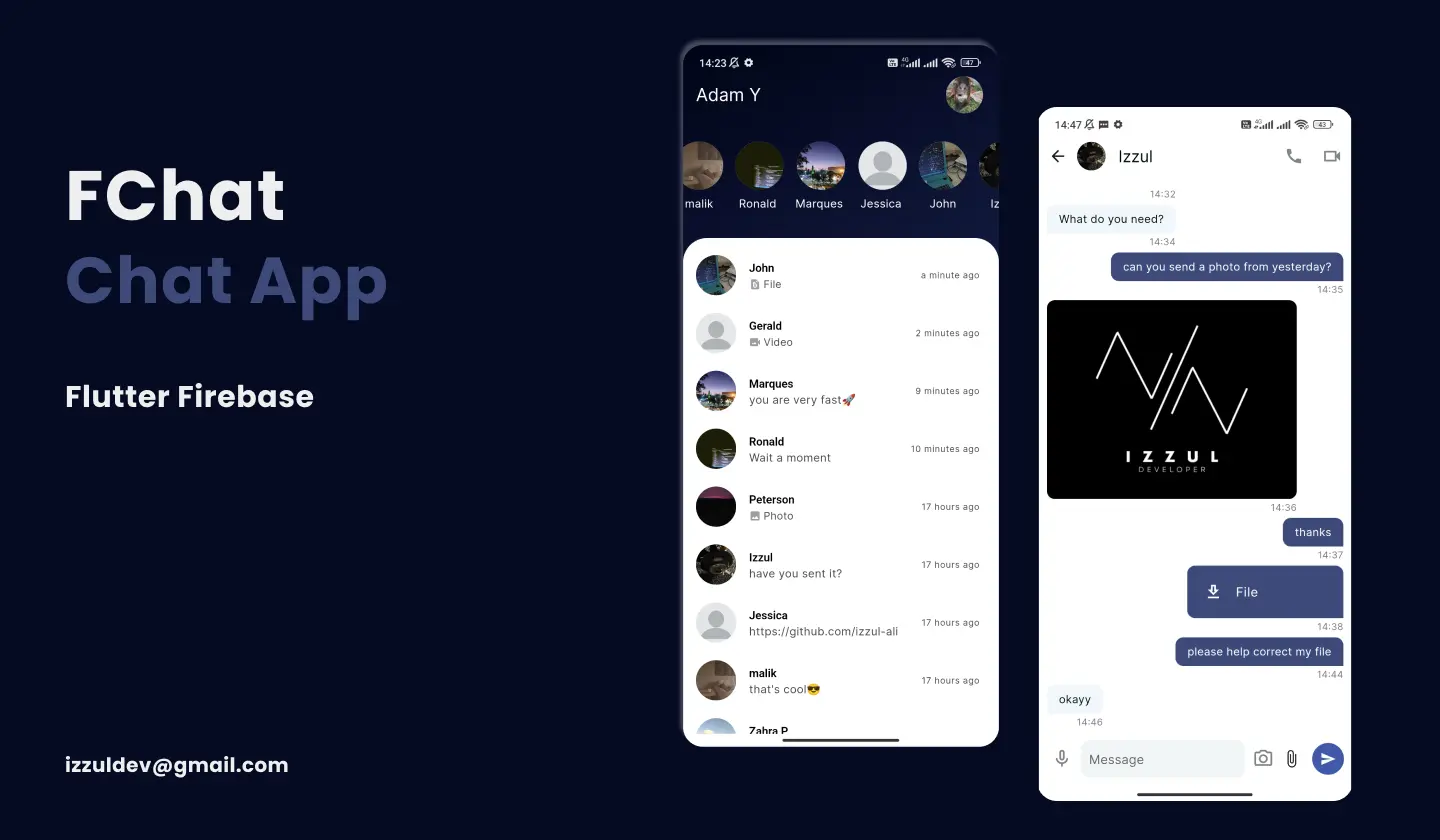 FChat
Chat App
Flutter Firebase
izzuldev@gmail.com
14:23
4G
47
Adam Y
malik
Ronald
Marques
Jessica
John
Iz
John
File
a minute ago
Gerald
Video
2 minutes ago
Marques
you are very fast🚀
9 minutes ago
Ronald
Wait a moment
10 minutes ago
Peterson
Photo
17 hours ago
Izzul
have you sent it?
17 hours ago
Jessica
https://github.com/izzul-ali
17 hours ago
malik
that's cool😎
17 hours ago
Zahra P
14:47
4G
43
Izzul
14:32
What do you need?
14:34
can you send a photo from yesterday?
14:35
IZZUL
DEVELOPER
14:36
thanks
14:37
File
14:38
please help correct my file
14:44
okayy
14:46
Message